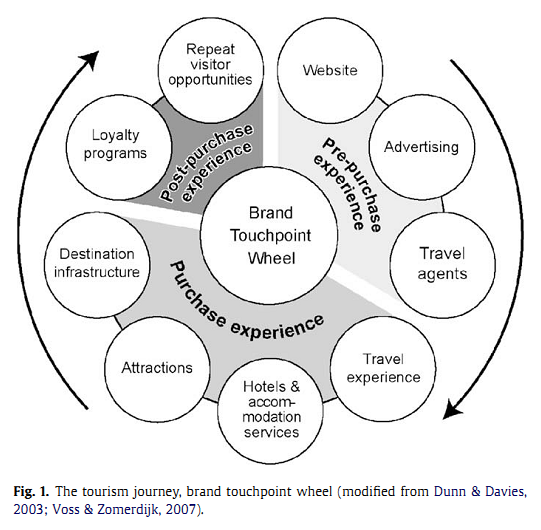 Repeat
visitor
opportunities
Website
Loyalty
programs
Post-purchase
experience
Pre-purchase
experience
Advertising
Brand
Touchpoint
Wheel
Destination
infrastructure
Travel
agents
Purchase experience
Attractions
Travel
experience
Hotels &
accom-
modation
services
Fig. 1. The tourism journey, brand touchpoint wheel (modified from Dunn & Davies,
2003; Voss & Zomerdijk, 2007).